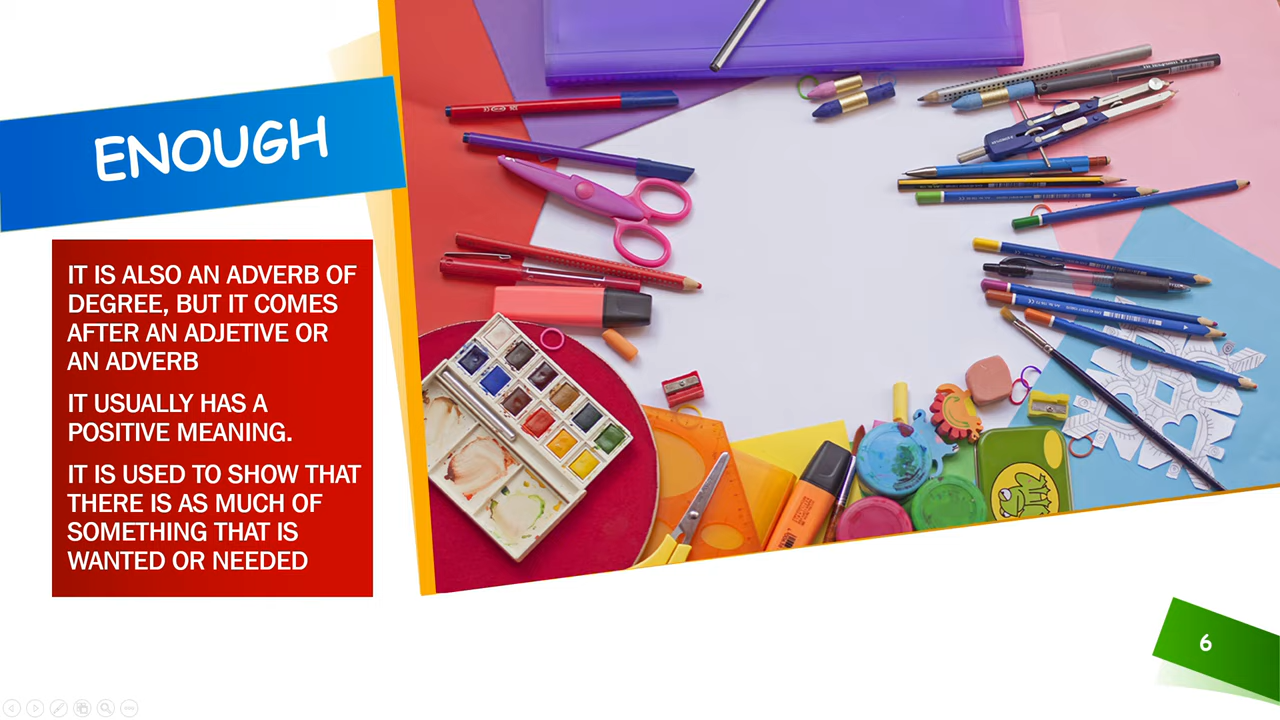 ENOUGH
IT IS ALSO AN ADVERB OF
DEGREE, BUT IT COMES
AFTER AN ADJETIVE OR
AN ADVERB
IT USUALLY HAS A
POSITIVE MEANING.
IT IS USED TO SHOW THAT
THERE IS AS MUCH OF
SOMETHING THAT IS
WANTED OR NEEDED
6